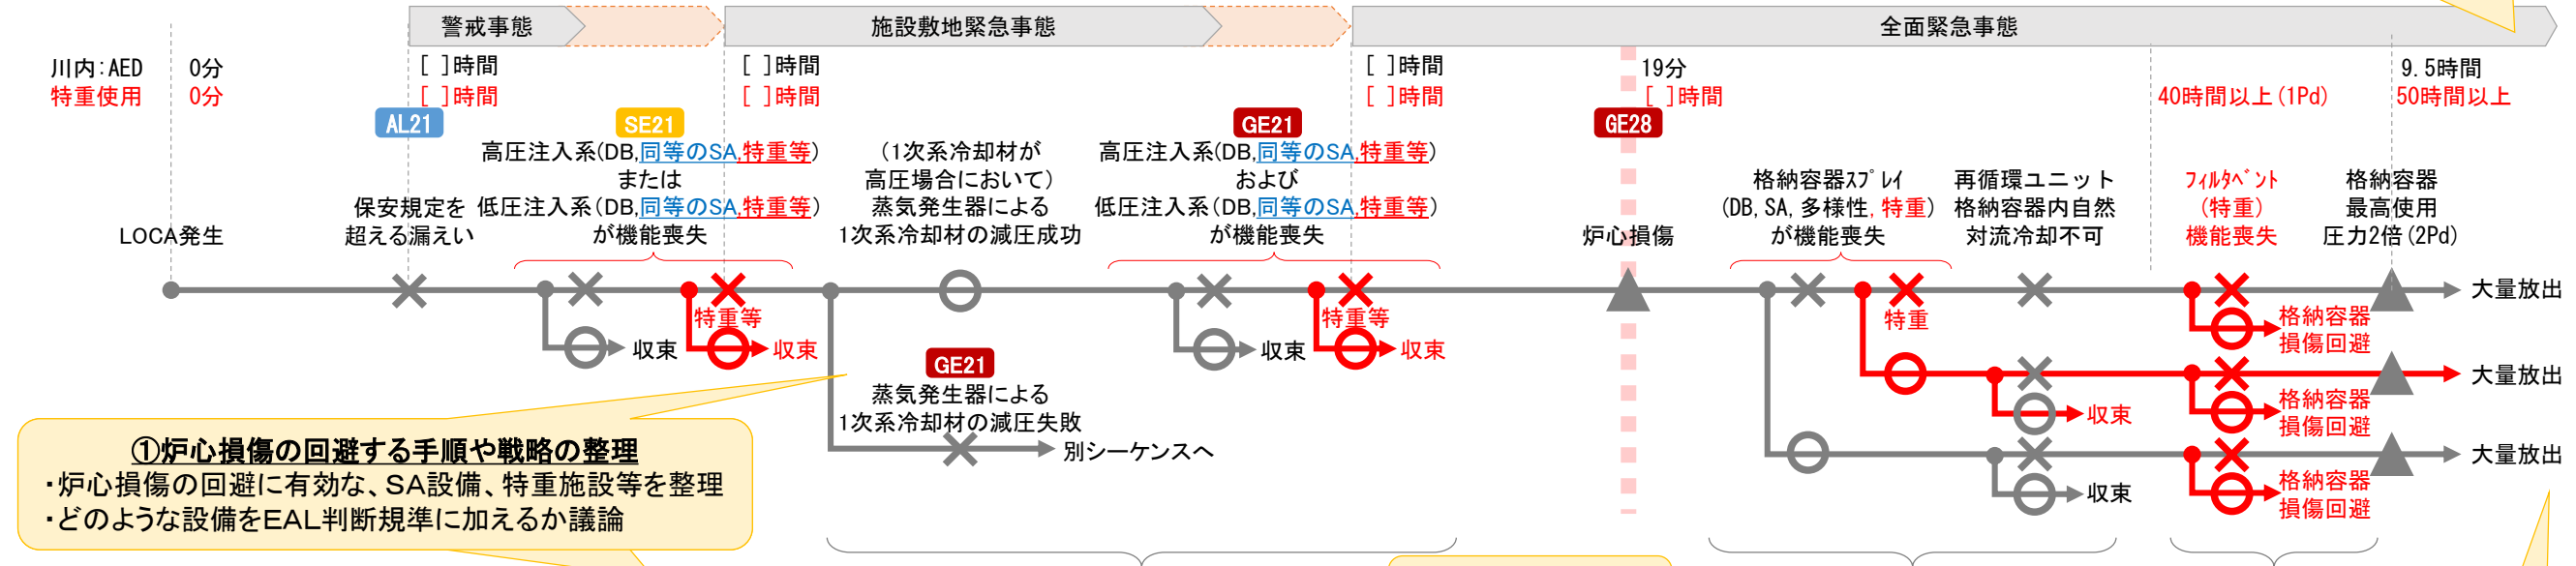 警戒事態
施設敷地緊急事態
全面緊急事態
川内:AED 0分 [ ]時間 [ ]時間 [ ]時間 19分 9.5時間
特重使用 0分 [ ]時間 [ ]時間 [ ]時間 [ ]時間 40時間以上(1Pd) 50時間以上
AL21
SE21
GE21
GE28
LOCA発生
保安規定を
超える漏えい
高圧注入系(DB,同等のSA,特重等)
または
低圧注入系(DB,同等のSA,特重等)
が機能喪失
(1次系冷却材が
高圧場合において)
蒸気発生器による
1次系冷却材の減圧成功
高圧注入系(DB,同等のSA,特重等)
および
低圧注入系(DB,同等のSA,特重等)
が機能喪失
炉心損傷
格納容器スプレイ
(DB, SA, 多様性, 特重)
が機能喪失
再循環ユニット
格納容器内自然
対流冷却不可
フィルタベント
(特重)
機能喪失
格納容器
最高使用
圧力2倍(2Pd)
大量放出
特重等
収束
収束
特重等
収束
収束
特重
格納容器
損傷回避
大量放出
収束
格納容器
損傷回避
大量放出
収束
格納容器
損傷回避
GE21
蒸気発生器による
1次系冷却材の減圧失敗
別シーケンスへ
①炉心損傷の回避する手順や戦略の整理
・炉心損傷の回避に有効な、SA設備、特重施設等を整理
・どのような設備をEAL判断規準に加えるか議論